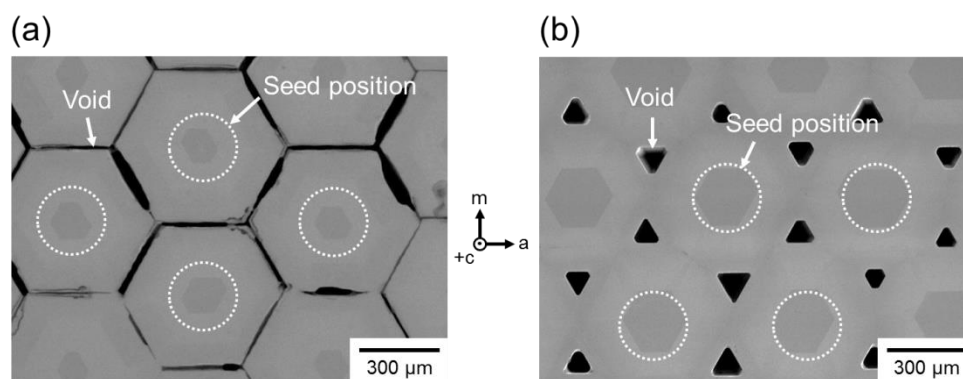 (a)
Void
Seed position
300 μm
m
a
+c
(b)
Void
Seed position
300 μm